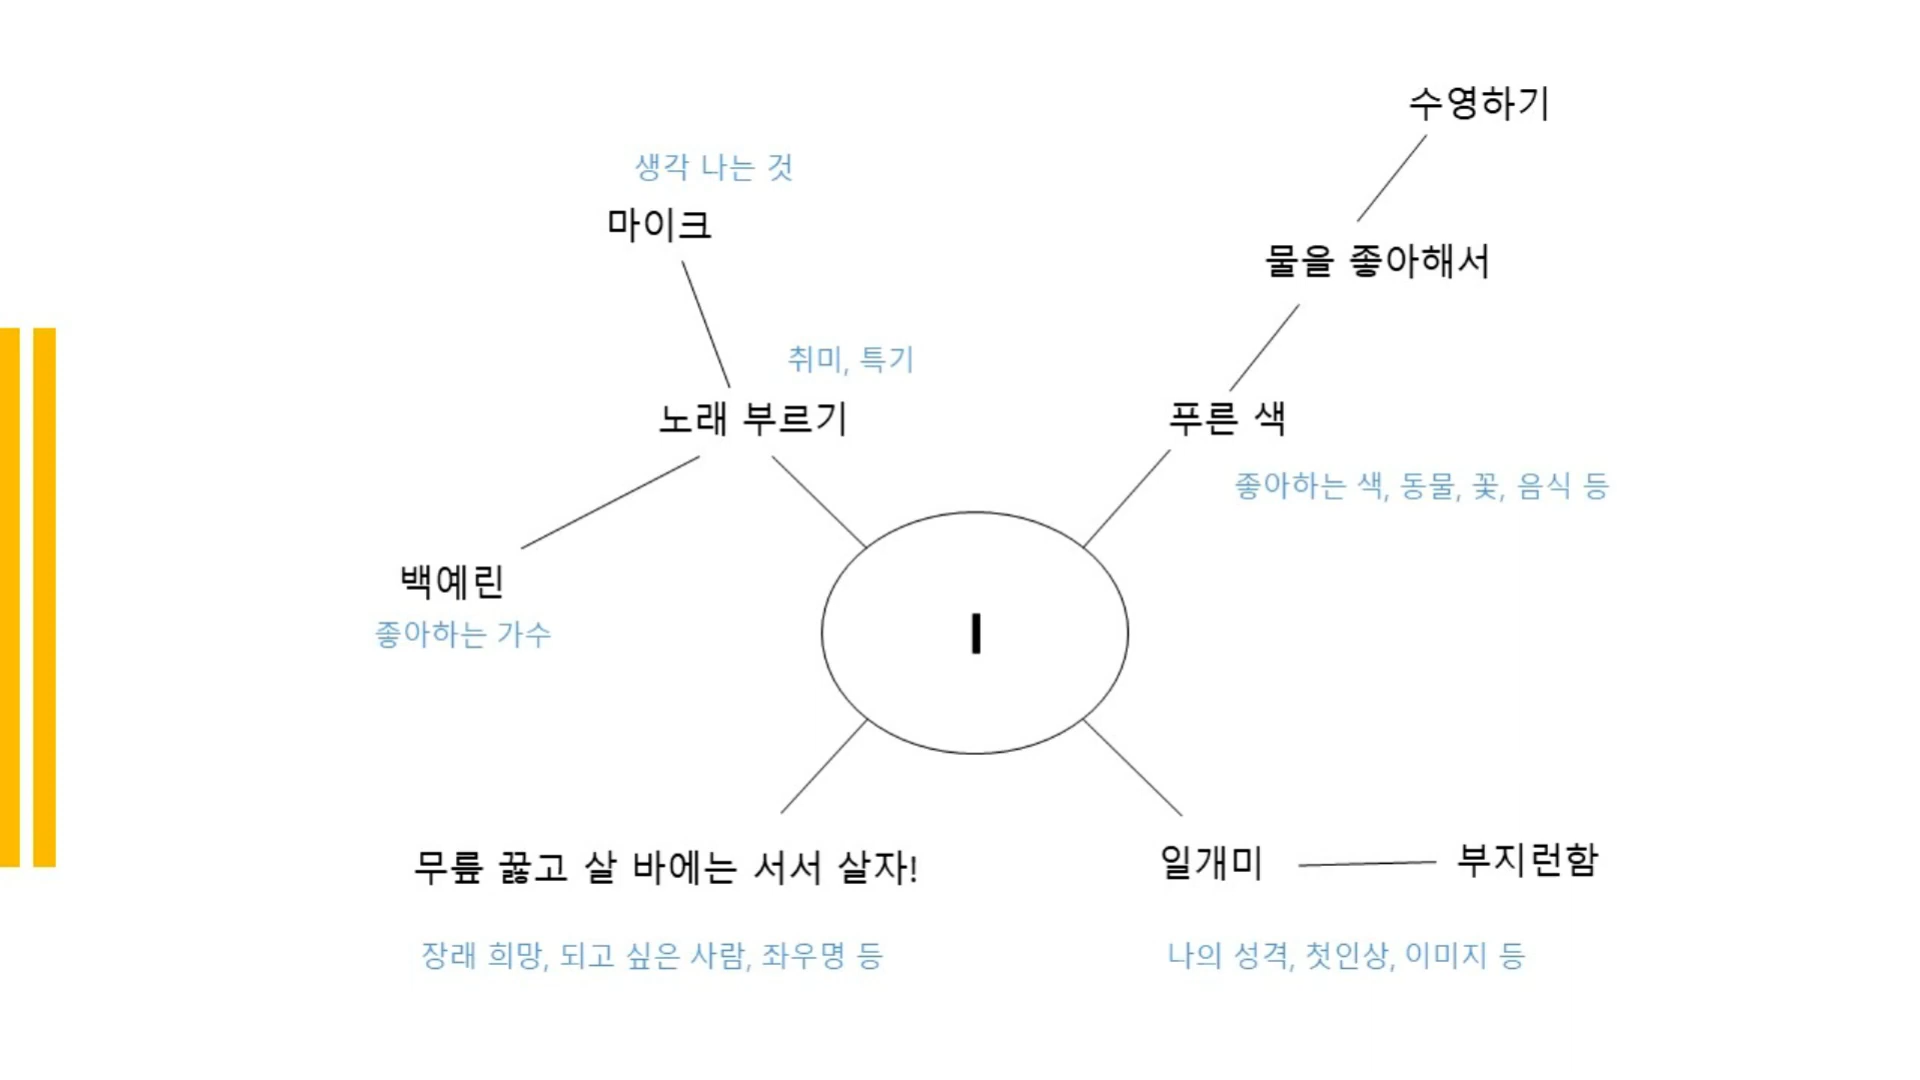 수영하기
생각 나는 것
마이크
물을 좋아해서
취미, 특기
노래 부르기
푸른 색
좋아하는 색, 동물, 꽃, 음식 등
백예린
좋아하는 가수
I
무릎 꿇고 살 바에는 서서 살자!
일개미
부지런함
장래 희망, 되고 싶은 사람, 좌우명 등
나의 성격, 첫인상, 이미지 등